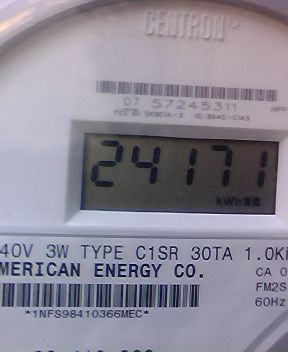 CENTRON®
07 57245311
24171
kWh
40V 3W TYPE C1SR 30TA 1.0K
MERICAN ENERGY CO.
CA 0
FM2S
60Hz
*1NFS98410366MEC*